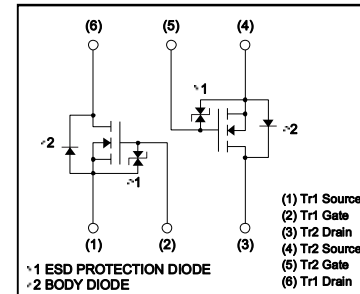 (6) (5) (4)
*1
*2
*2
*1
(1) (2) (3)
(1) Tr1 Source
(2) Tr1 Gate
(3) Tr2 Drain
(4) Tr2 Source
(5) Tr2 Gate
(6) Tr1 Drain
*1 ESD PROTECTION DIODE
*2 BODY DIODE